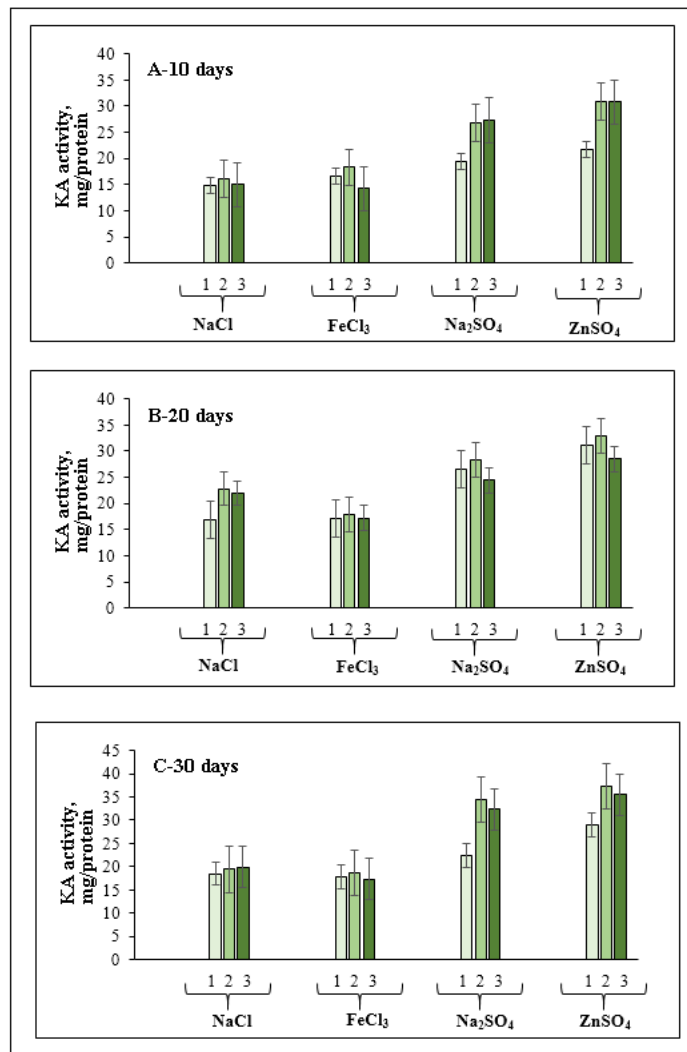 A-10 days
KA activity,
mg/protein
40
35
30
25
20
15
10
5
0
1 2 3 1 2 3 1 2 3 1 2 3
NaCl FeCl₃ Na₂SO₄ ZnSO₄
B-20 days
KA activity,
mg/protein
40
35
30
25
20
15
10
5
0
1 2 3 1 2 3 1 2 3 1 2 3
NaCl FeCl₃ Na₂SO₄ ZnSO₄
C-30 days
KA activity,
mg/protein
45
40
35
30
25
20
15
10
5
0
1 2 3 1 2 3 1 2 3 1 2 3
NaCl FeCl₃ Na₂SO₄ ZnSO₄